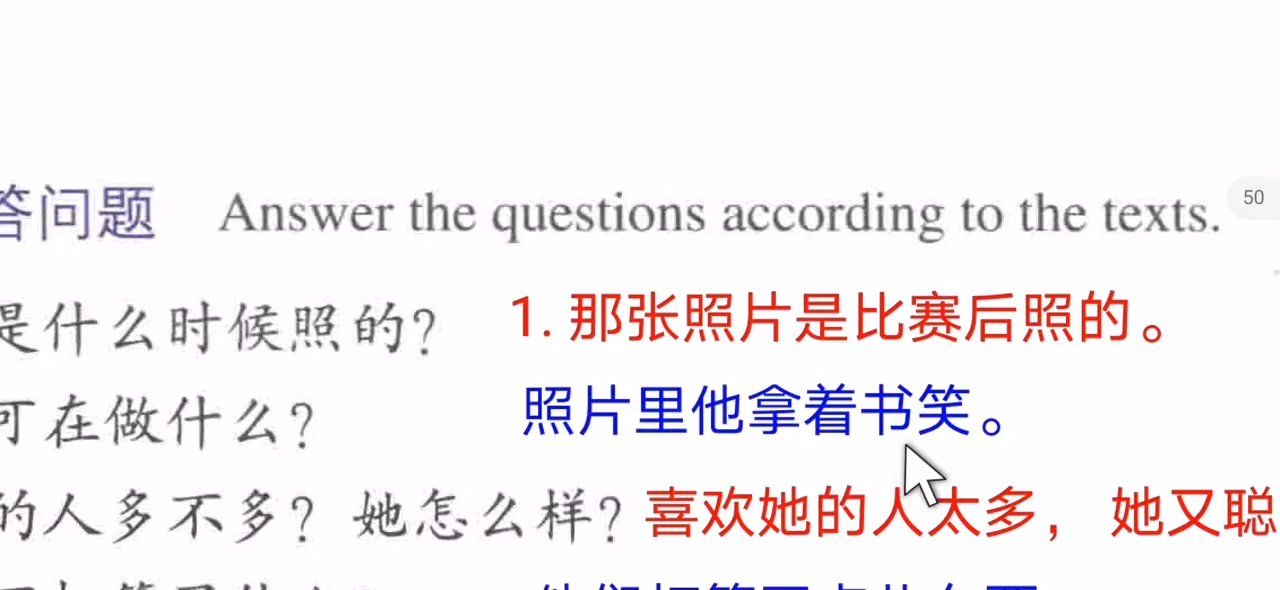 答问题 Answer the questions according to the texts.
50
是什么时候照的? 1. 那张照片是比赛后照的。
可在做什么? 照片里他拿着书笑。
的人多不多? 她怎么样? 喜欢她的人太多, 她又聪